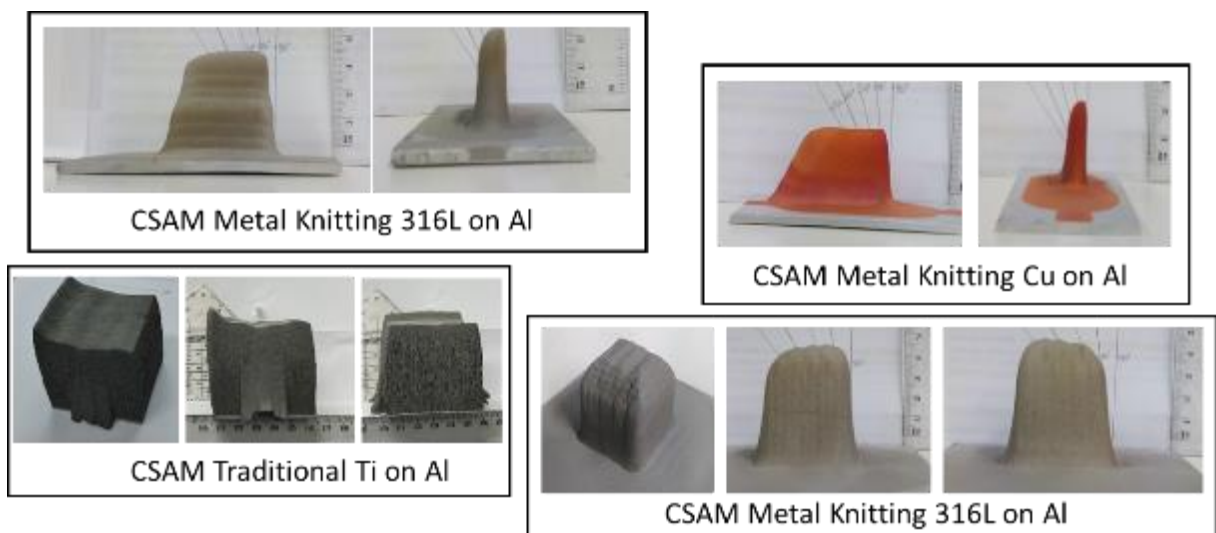 CSAM Metal Knitting 316L on Al
CSAM Metal Knitting Cu on Al
CSAM Traditional Ti on Al
CSAM Metal Knitting 316L on Al